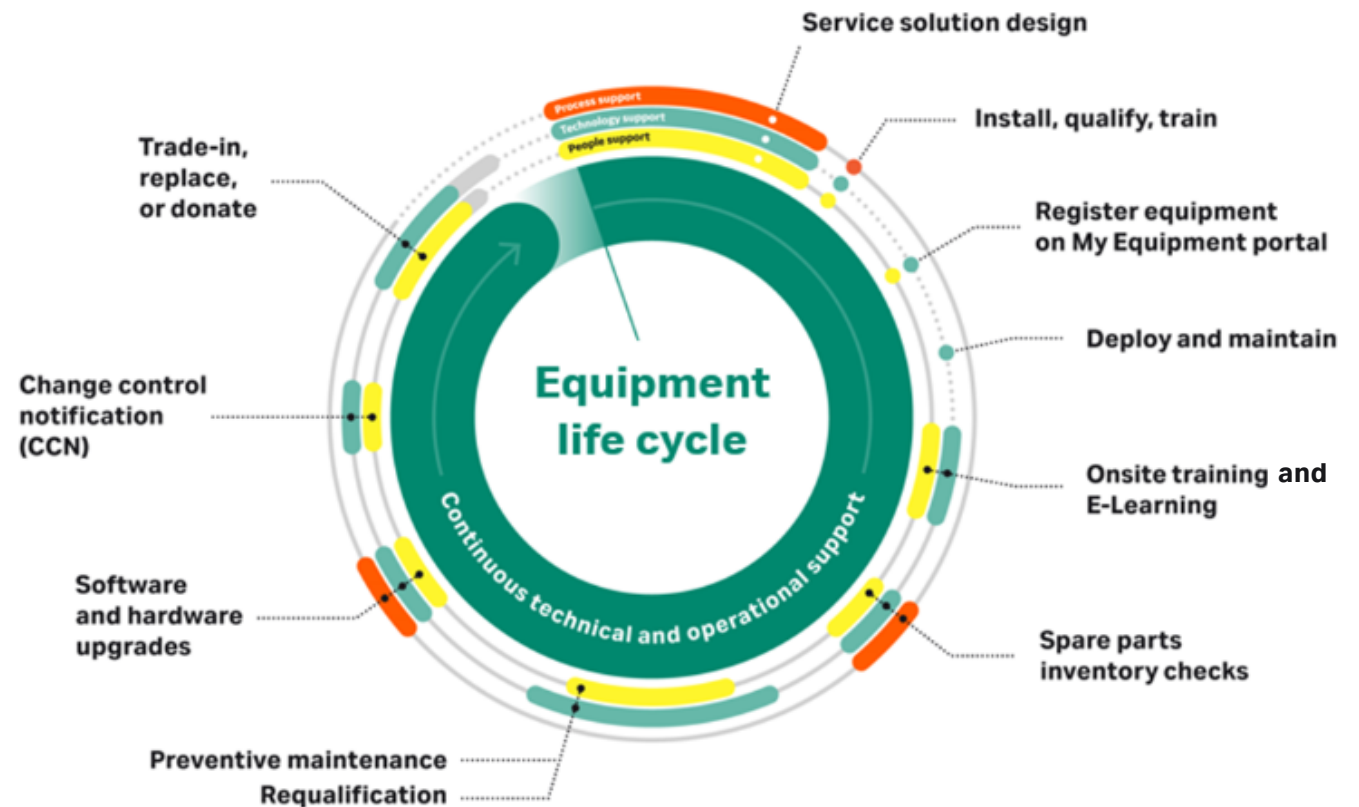 Service solution design
Process support
Technology support
People support
Install, qualify, train
Trade-in,
replace,
or donate
Register equipment
on My Equipment portal
Deploy and maintain
Equipment
life cycle
Change control
notification
(CCN)
Onsite training and
E-Learning
Continuous technical and operational support
Software
and hardware
upgrades
Spare parts
inventory checks
Preventive maintenance
Requalification